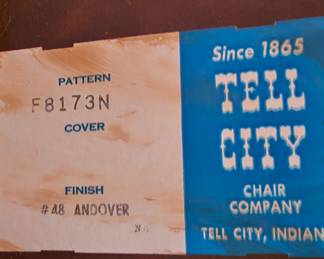 PATTERN
F8173N
COVER
FINISH
#48 ANDOVER
Since 1865
TELL
CITY
CHAIR
COMPANY
TELL CITY, INDIAN